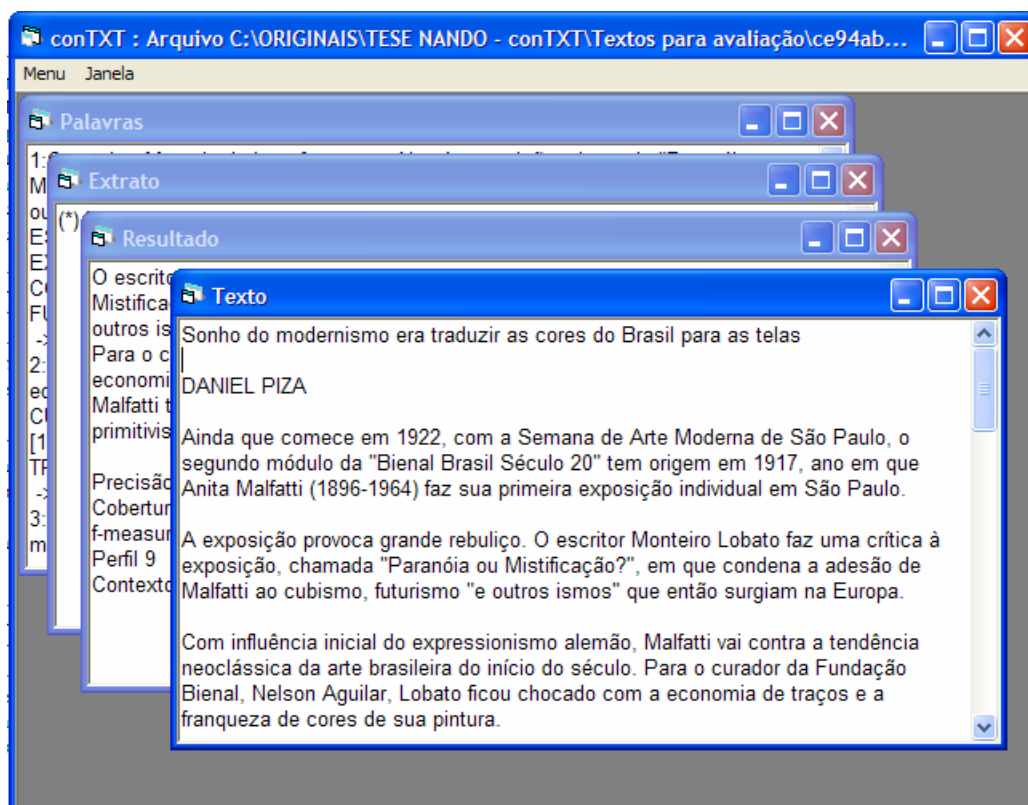 conTXT : Arquivo C:\ORIGINAIS\TESE NANDO - conTXT\Textos para avaliação\ce94ab...
Menu Janela
Palavras
1:
M
ou
2:
[1
3:
m
Extrato
(*)
Resultado
O escrito
Mistifica
outros is
Para o c
economi
Malfatti t
primitivis
Precisão
Cobertur
f-measur
Perfil 9
Contexto
Texto
Sonho do modernismo era traduzir as cores do Brasil para as telas
DANIEL PIZA
Ainda que comece em 1922, com a Semana de Arte Moderna de São Paulo, o
segundo módulo da "Bienal Brasil Século 20" tem origem em 1917, ano em que
Anita Malfatti (1896-1964) faz sua primeira exposição individual em São Paulo.
A exposição provoca grande rebuliço. O escritor Monteiro Lobato faz uma crítica à
exposição, chamada "Paranóia ou Mistificação?", em que condena a adesão de
Malfatti ao cubismo, futurismo "e outros ismos" que então surgiam na Europa.
Com influência inicial do expressionismo alemão, Malfatti vai contra a tendência
neoclássica da arte brasileira do início do século. Para o curador da Fundação
Bienal, Nelson Aguilar, Lobato ficou chocado com a economia de traços e a
franqueza de cores de sua pintura.